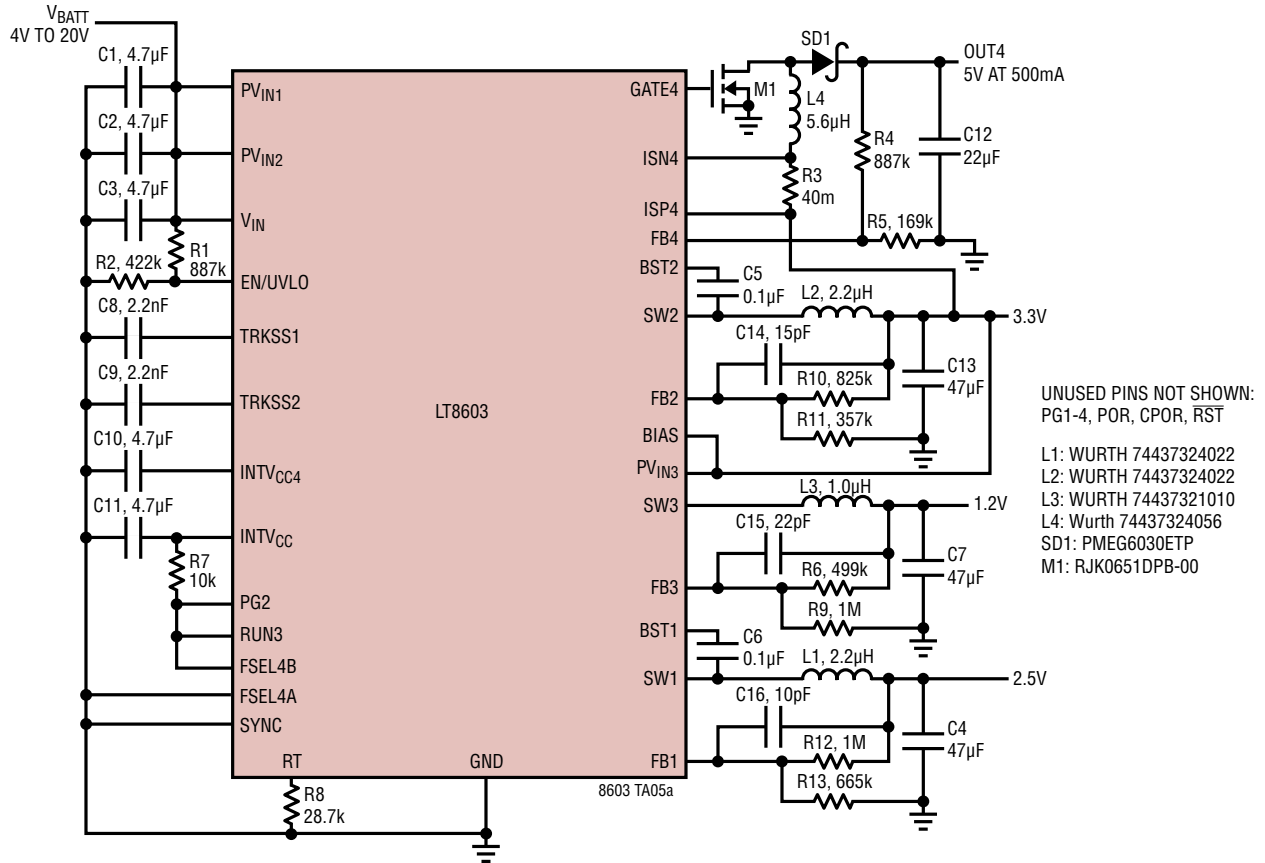 VBATT
4V TO 20V
C1, 4.7µF
C2, 4.7µF
C3, 4.7µF
R1
887k
R2, 422k
C8, 2.2nF
C9, 2.2nF
C10, 4.7µF
C11, 4.7µF
R7
10k
PVIN1
PVIN2
VIN
EN/UVLO
TRKSS1
TRKSS2
INTVCC4
INTVCC
PG2
RUN3
FSEL4B
FSEL4A
SYNC
RT
GND
R8
28.7k
LT8603
GATE4
ISN4
ISP4
FB4
BST2
SW2
FB2
BIAS
PVIN3
SW3
FB3
BST1
SW1
FB1
8603 TA05a
M1
SD1
L4
5.6µH
R3
40m
R4
887k
C12
22µF
R5, 169k
OUT4
5V AT 500mA
C5
0.1µF
L2, 2.2µH
3.3V
C14, 15pF
R10, 825k
R11, 357k
C13
47µF
L3, 1.0µH
1.2V
C15, 22pF
R6, 499k
R9, 1M
C7
47µF
C6
0.1µF
L1, 2.2µH
2.5V
C16, 10pF
R12, 1M
R13, 665k
C4
47µF
UNUSED PINS NOT SHOWN:
PG1-4, POR, CPOR, RST
L1: WURTH 74437324022
L2: WURTH 74437324022
L3: WURTH 74437321010
L4: Wurth 74437324056
SD1: PMEG6030ETP
M1: RJK0651DPB-00